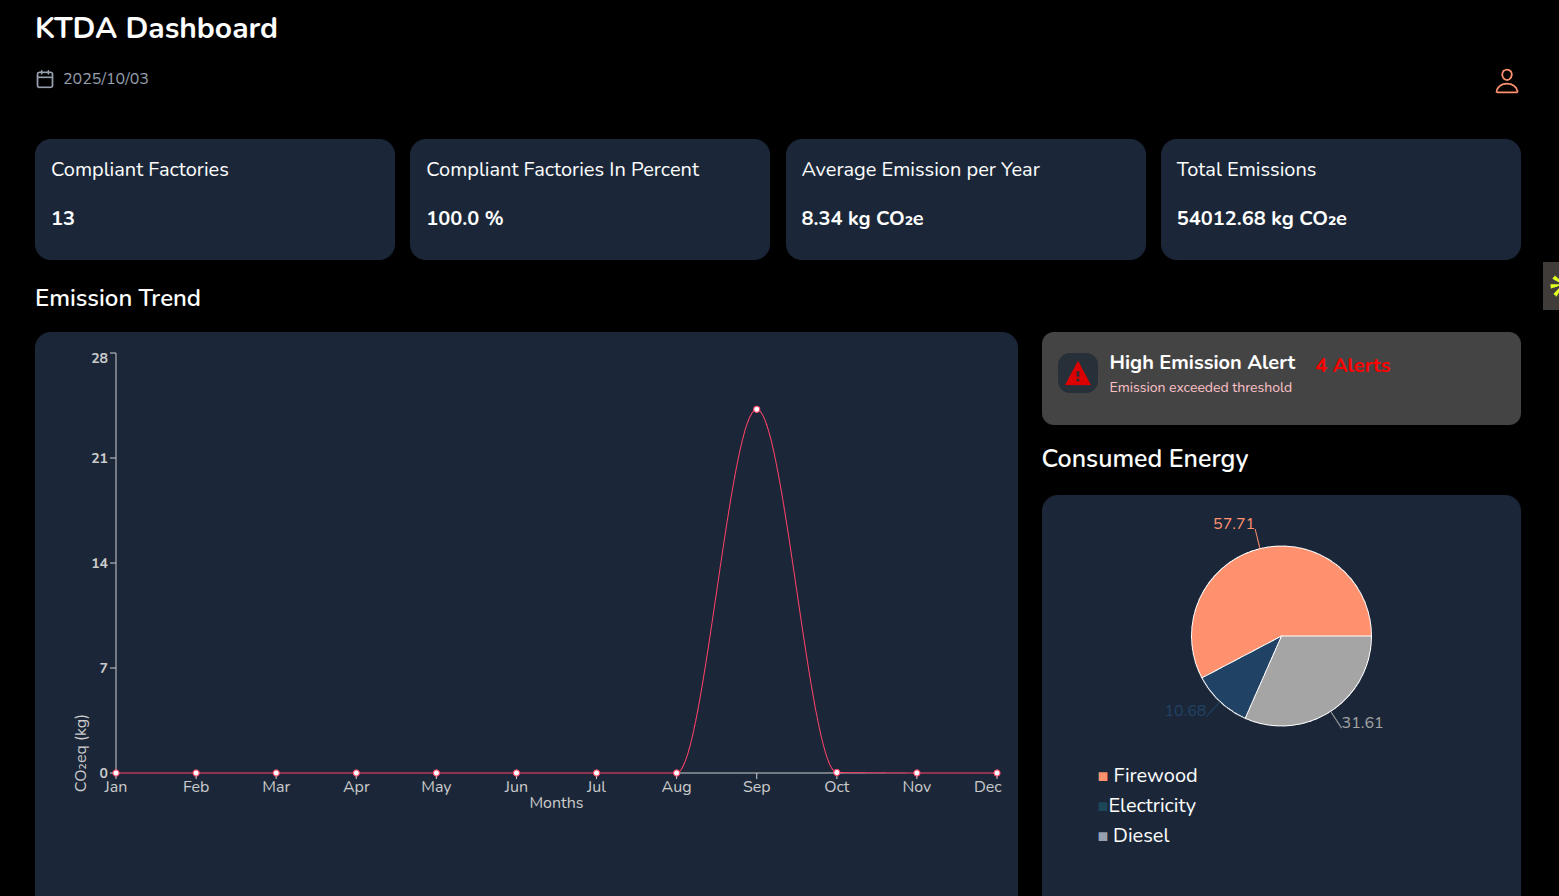 KTDA Dashboard
2025/10/03
Compliant Factories
13
Compliant Factories In Percent
100.0 %
Average Emission per Year
8.34 kg CO₂e
Total Emissions
54012.68 kg CO₂e
Emission Trend
28
21
14
7
0
CO₂eq (kg)
Jan Feb Mar Apr May Jun Jul Aug Sep Oct Nov Dec
Months
High Emission Alert 4 Alerts
Emission exceeded threshold
Consumed Energy
57.71
10.68
31.61
Firewood
Electricity
Diesel